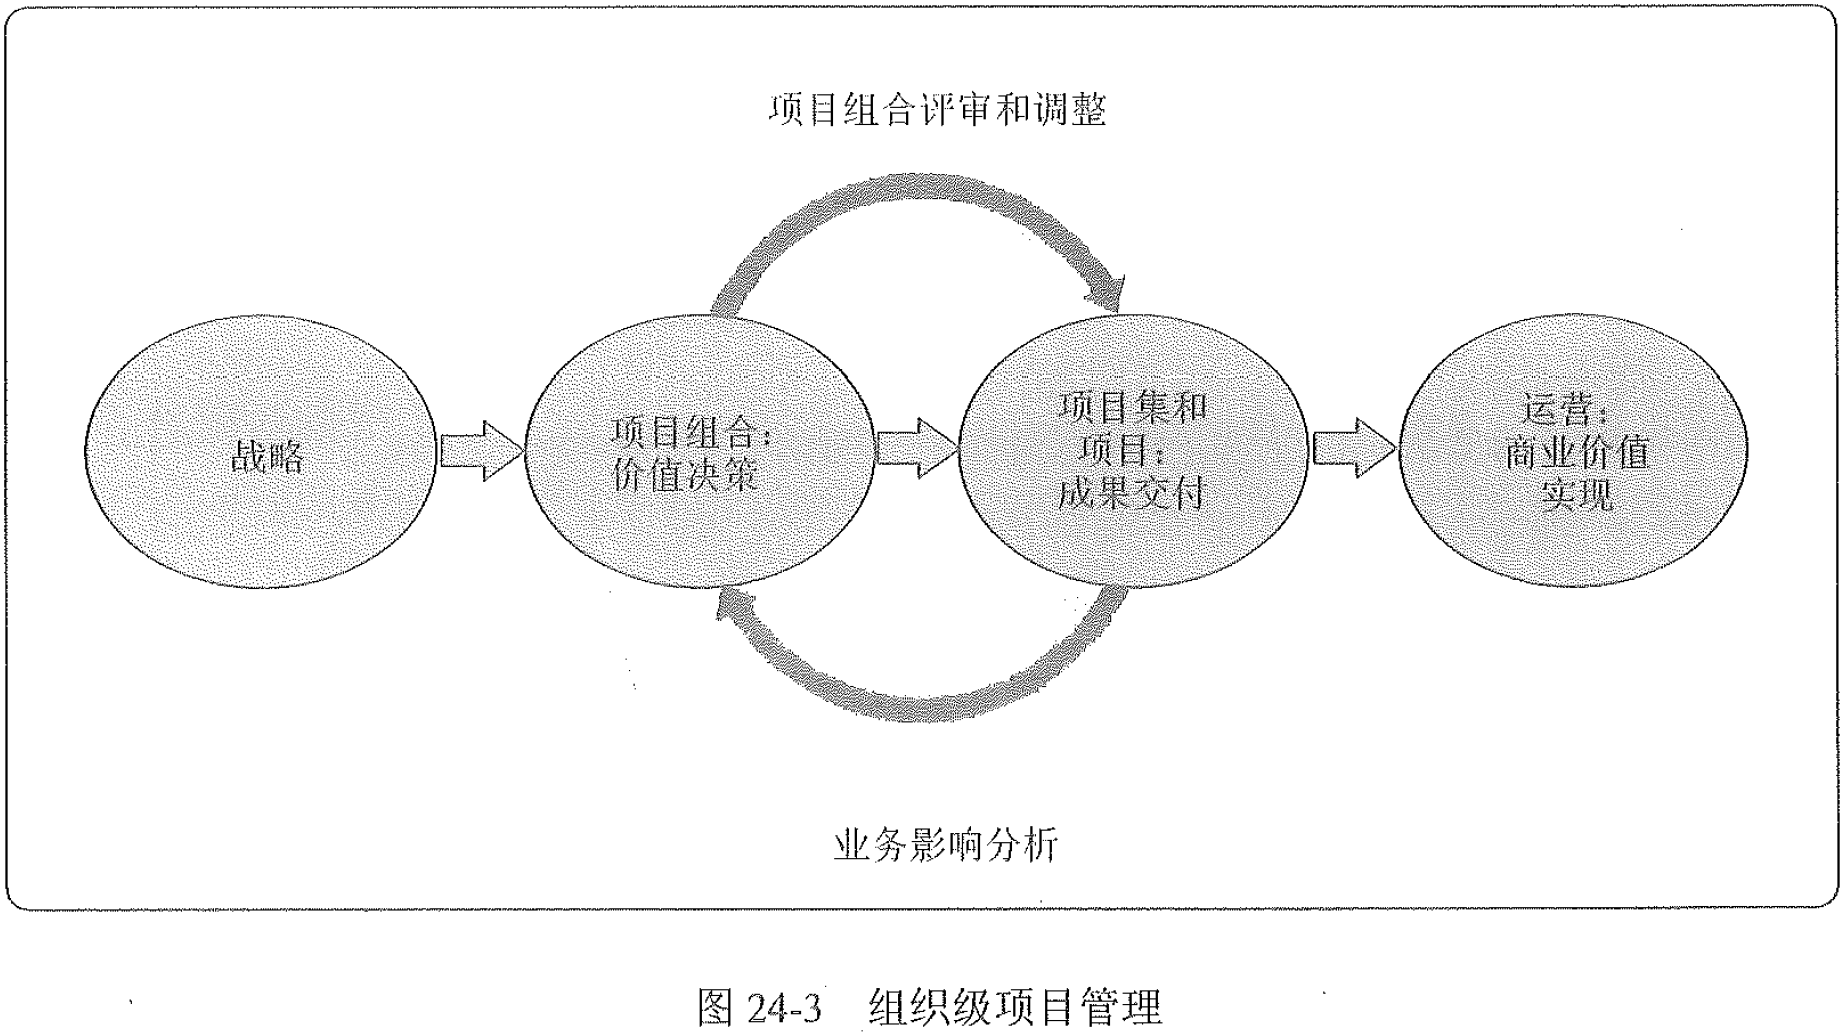 项目组合评审和调整
战略
项目组合：
价值决策
项目集和
项目：
成果交付
运营：
商业价值
实现
业务影响分析
图 24-3 组织级项目管理